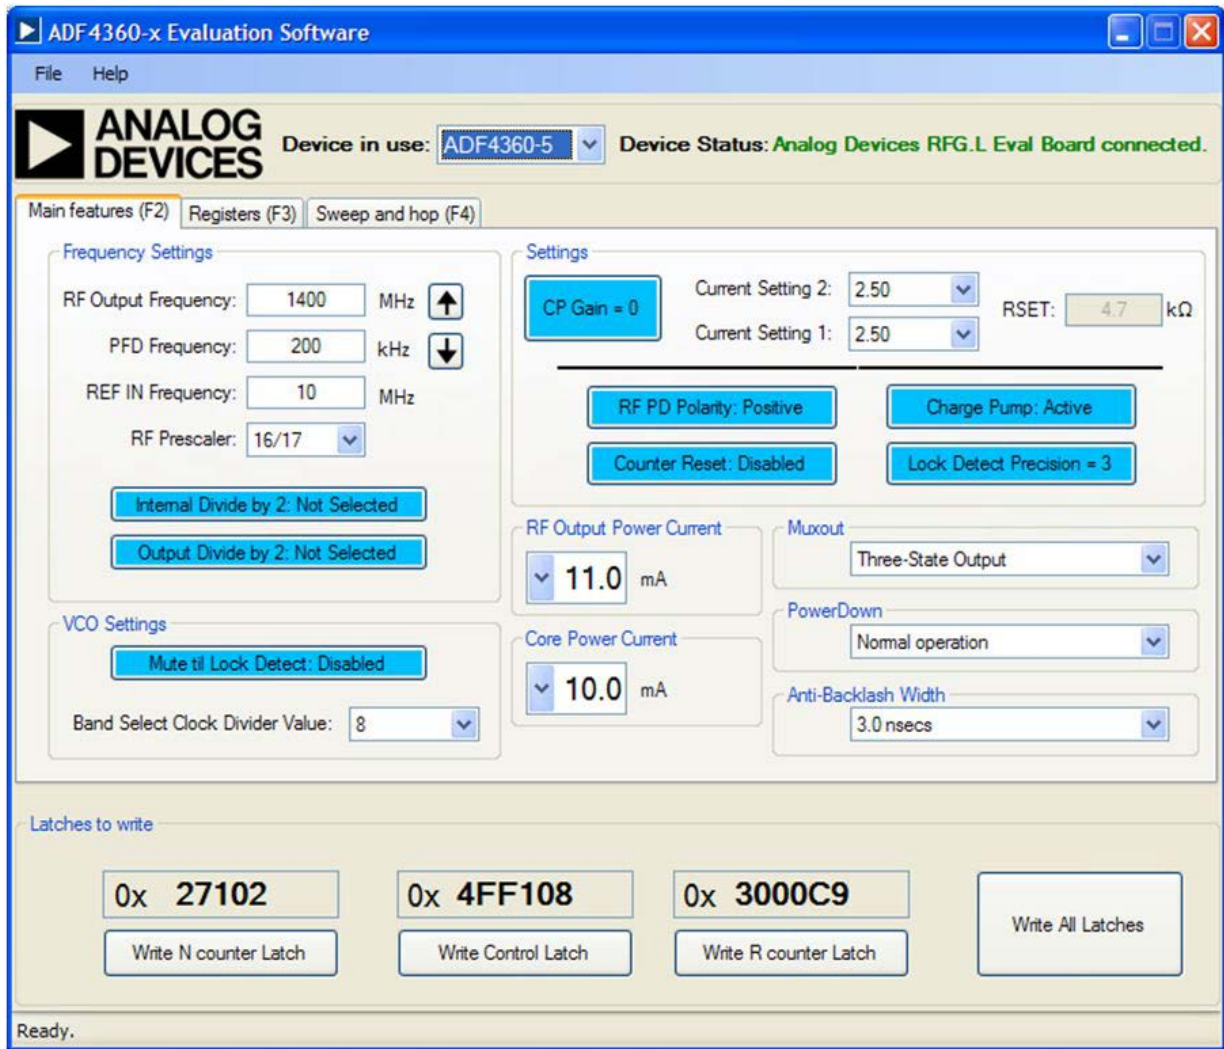 ADF4360-x Evaluation Software
File Help
ANALOG
DEVICES
Device in use: ADF4360-5 Device Status: Analog Devices RFG.L Eval Board connected.
Main features (F2) Registers (F3) Sweep and hop (F4)
Frequency Settings
RF Output Frequency: 1400 MHz
PFD Frequency: 200 kHz
REF IN Frequency: 10 MHz
RF Prescaler: 16/17
Internal Divide by 2: Not Selected
Output Divide by 2: Not Selected
VCO Settings
Mute til Lock Detect: Disabled
Band Select Clock Divider Value: 8
Settings
CP Gain = 0
Current Setting 2: 2.50
Current Setting 1: 2.50
RSET: 4.7 kΩ
RF PD Polarity: Positive
Charge Pump: Active
Counter Reset: Disabled
Lock Detect Precision = 3
RF Output Power Current
11.0 mA
Core Power Current
10.0 mA
Muxout
Three-State Output
PowerDown
Normal operation
Anti-Backlash Width
3.0 nsecs
Latches to write
0x 27102
0x 4FF108
0x 3000C9
Write N counter Latch
Write Control Latch
Write R counter Latch
Write All Latches
Ready.